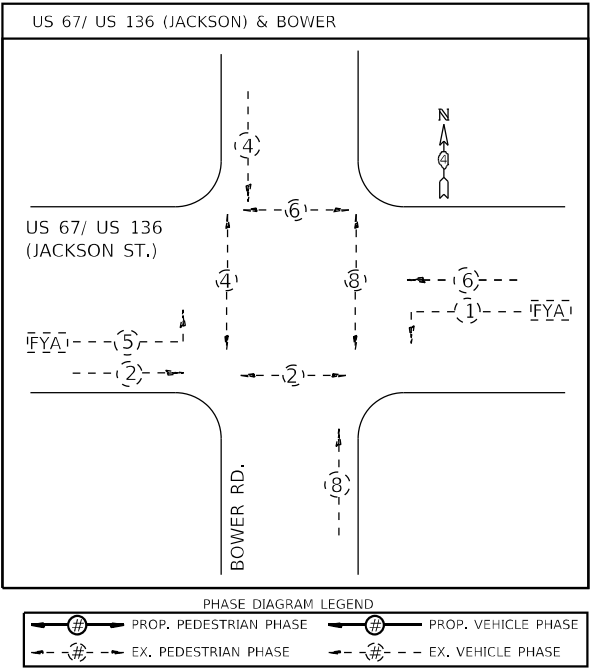 US 67/ US 136 (JACKSON) & BOWER
N
4
4
6
US 67/ US 136
(JACKSON ST.)
4
8
6
1
FYA
FYA
5
2
2
8
BOWER RD.
PHASE DIAGRAM LEGEND
# PROP. PEDESTRIAN PHASE # PROP. VEHICLE PHASE
# EX. PEDESTRIAN PHASE # EX. VEHICLE PHASE